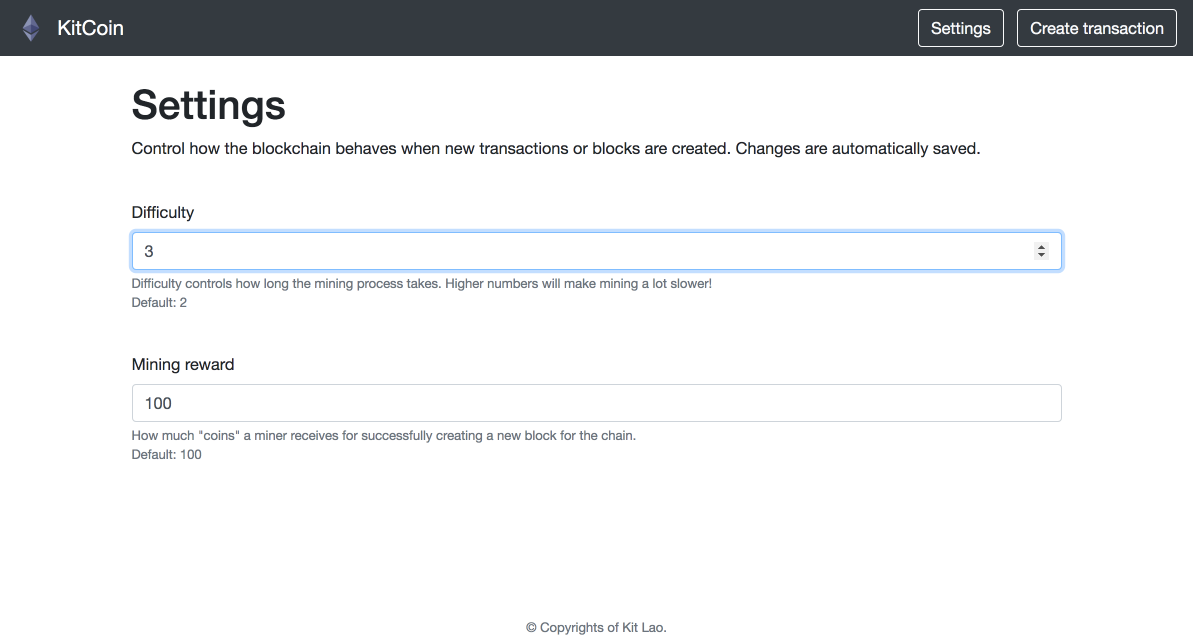 KitCoin
Settings
Create transaction
Settings
Control how the blockchain behaves when new transactions or blocks are created. Changes are automatically saved.
Difficulty
3
Difficulty controls how long the mining process takes. Higher numbers will make mining a lot slower!
Default: 2
Mining reward
100
How much "coins" a miner receives for successfully creating a new block for the chain.
Default: 100
© Copyrights of Kit Lao.